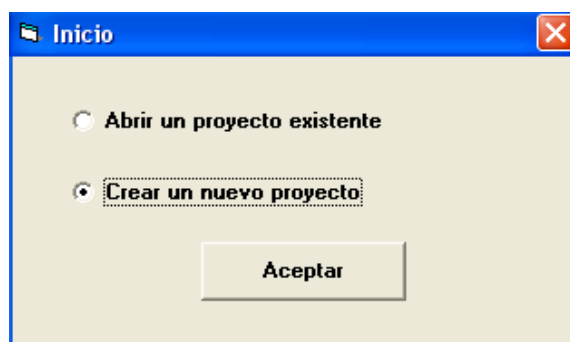 Inicio
Abrir un proyecto existente
Crear un nuevo proyecto
Aceptar